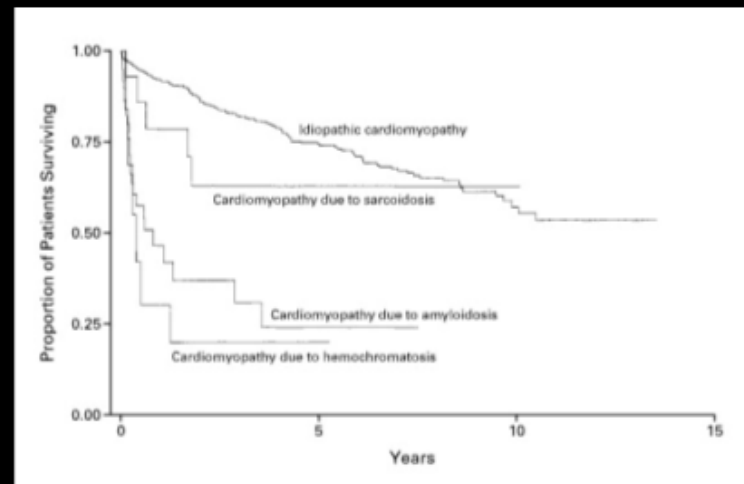 1.00
0.75
0.50
0.25
0.00
Proportion of Patients Surviving
Idiopathic cardiomyopathy
Cardiomyopathy due to sarcoidosis
Cardiomyopathy due to amyloidosis
Cardiomyopathy due to hemochromatosis
0 5 10 15
Years